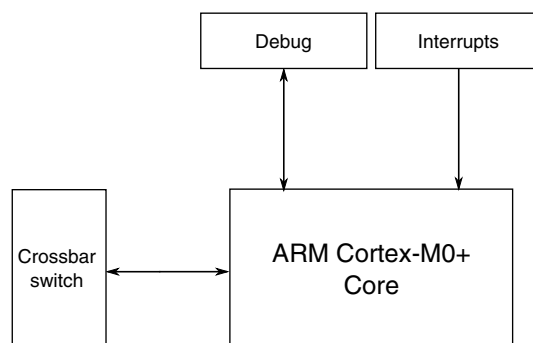 Debug
Interrupts
Crossbar
switch
ARM Cortex-M0+
Core